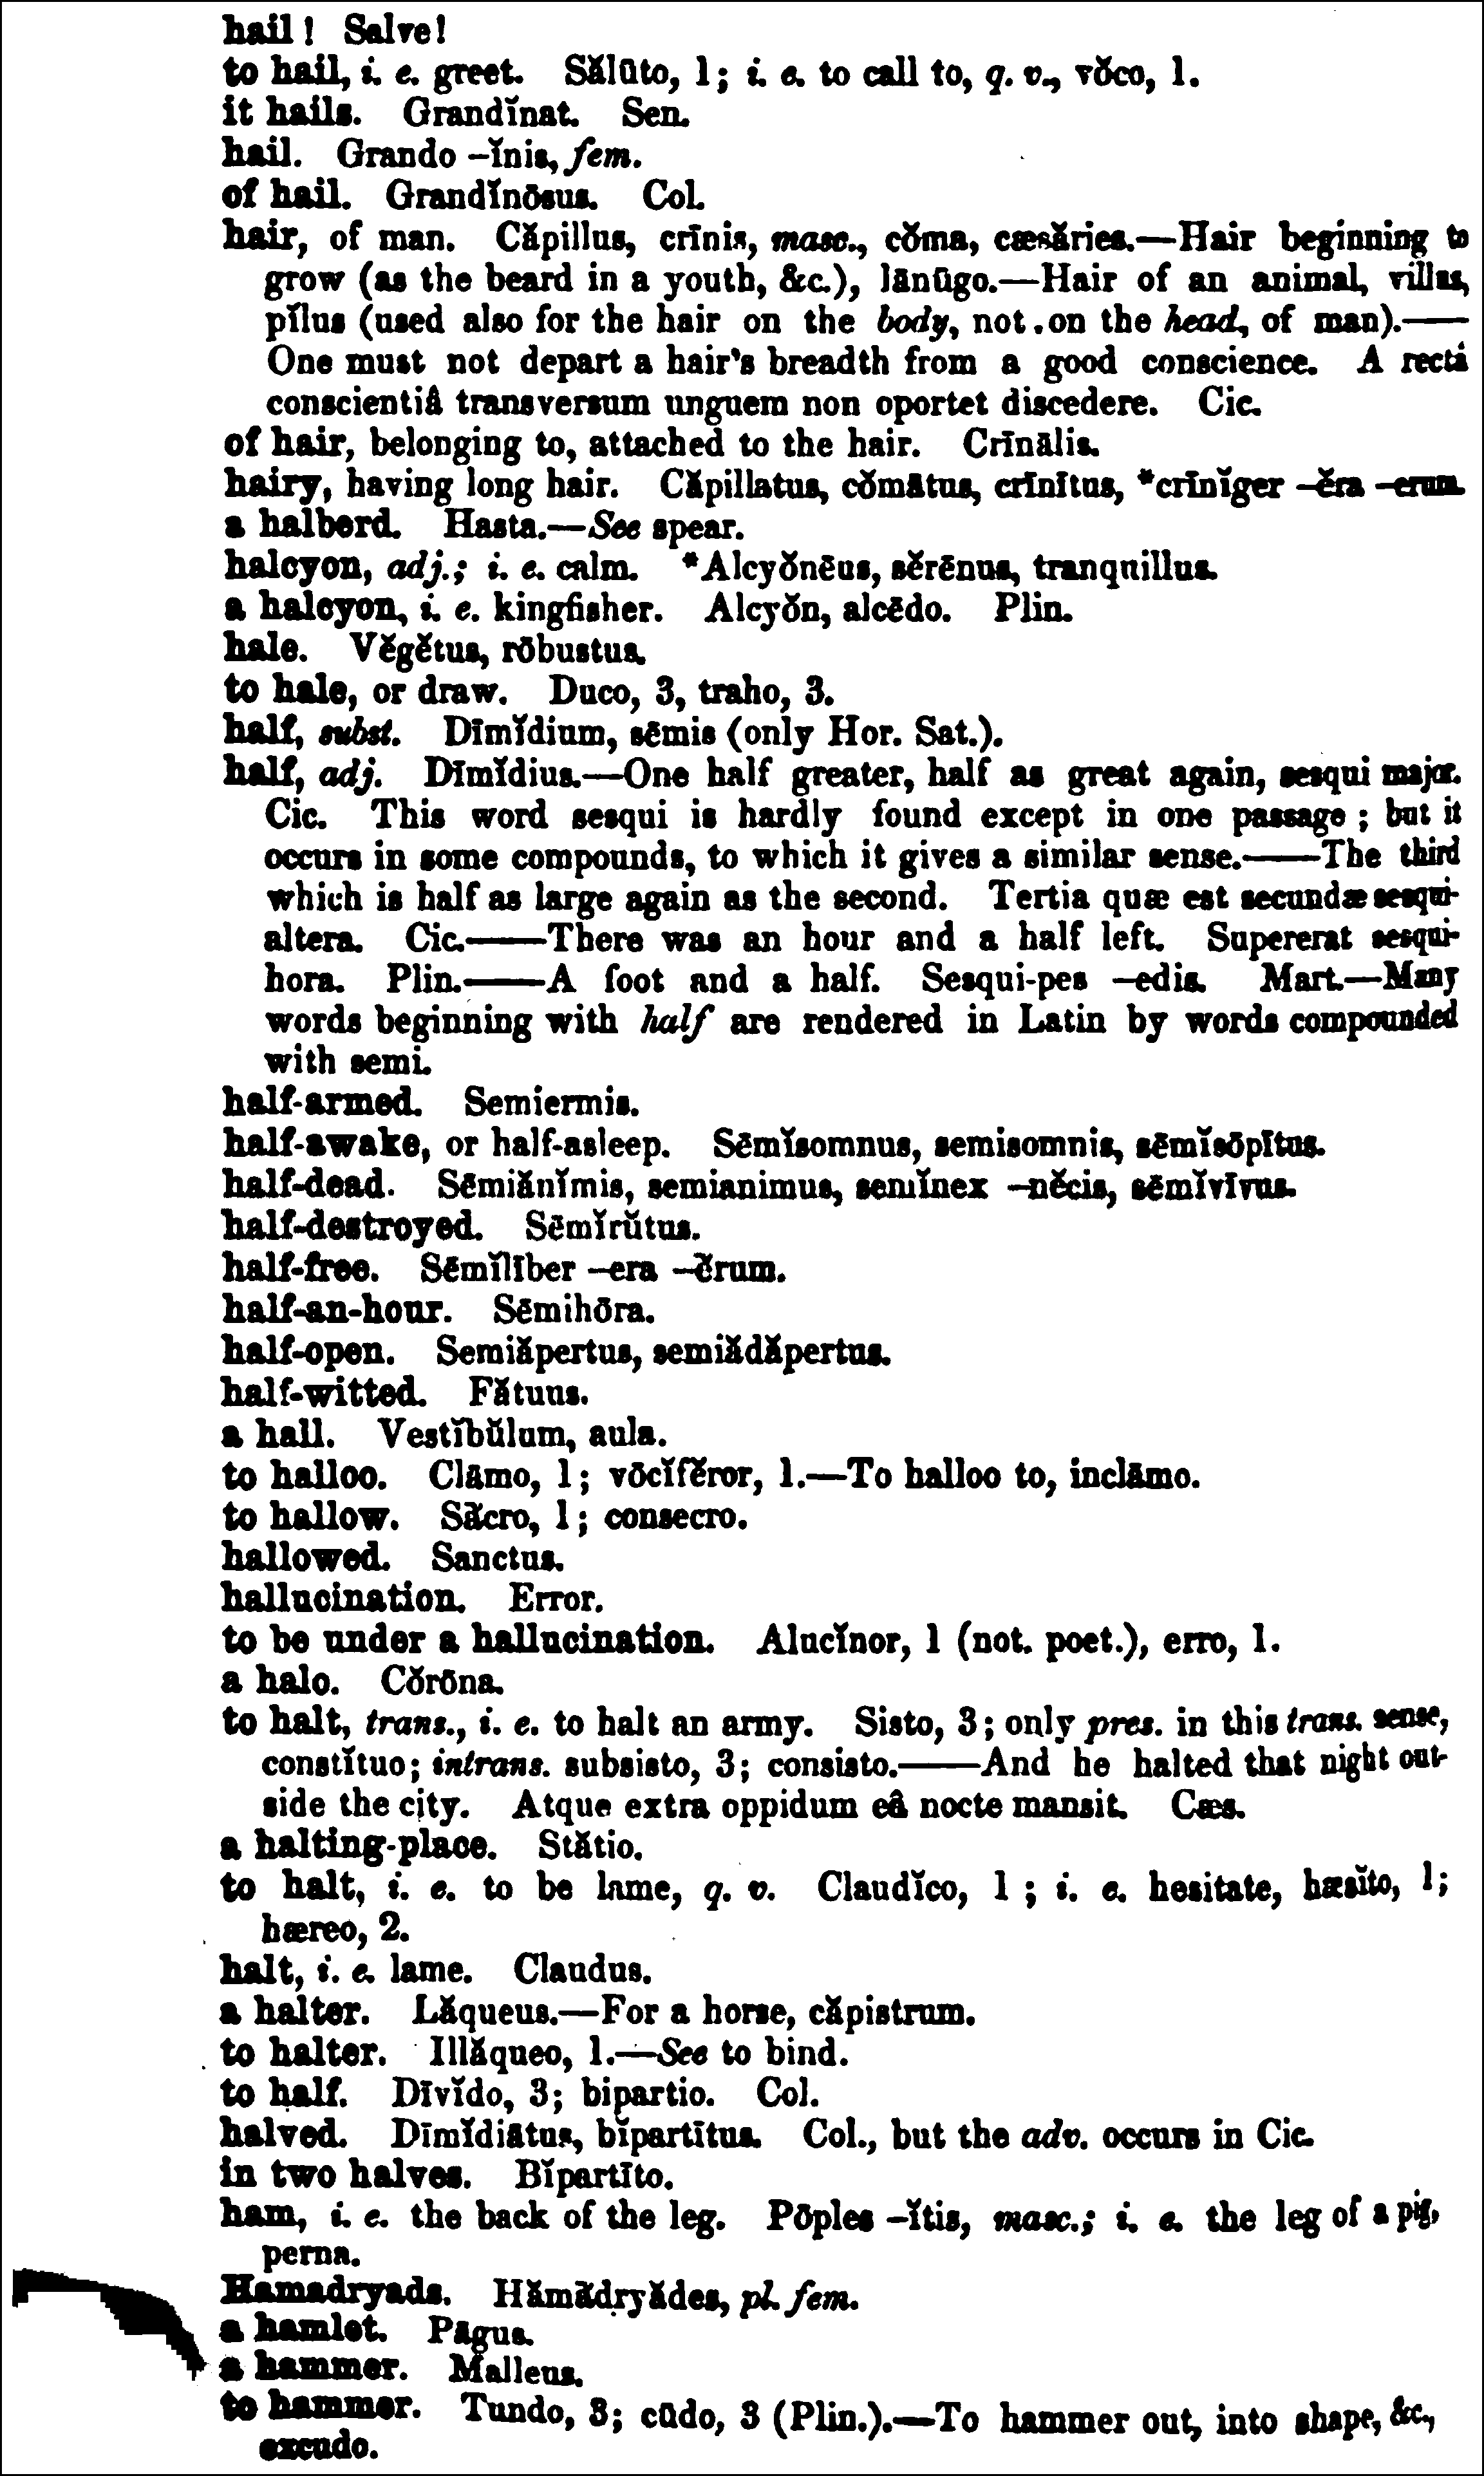 hail! Salve!
to hail, i. e. greet. Sălūto, 1; i. e. to call to, q. v., vŏco, 1.
it hails. Grandĭnat. Sen.
hail. Grando –ĭnis, fem.
of hail. Grandĭnōsus. Col.
hair, of man. Căpillus, crīnis, masc., cŏma, cæsăries.—Hair beginning to
grow (as the beard in a youth, &c.), lānūgo.—Hair of an animal, villus,
pĭlus (used also for the hair on the body, not on the head, of man).——
One must not depart a hair's breadth from a good conscience. A rectâ
conscientiâ transversum unguem non oportet discedere. Cic.
of hair, belonging to, attached to the hair. Crīnālis.
hairy, having long hair. Căpillatus, cŏmātus, crīnītus, *crīnĭger –ĕra –erum.
a halberd. Hasta.—See spear.
halcyon, adj.; i. e. calm. *Alcyŏnēus, sĕrēnus, tranquillus.
a halcyon, i. e. kingfisher. Alcyŏn, alcēdo. Plin.
hale. Vĕgĕtus, rōbustus.
to hale, or draw. Duco, 3, traho, 3.
half, subst. Dīmĭdium, sēmis (only Hor. Sat.).
half, adj. Dīmĭdius.—One half greater, half as great again, sesqui major.
Cic. This word sesqui is hardly found except in one passage; but it
occurs in some compounds, to which it gives a similar sense.——The third
which is half as large again as the second. Tertia quæ est secundæ sesqui-
altera. Cic.——There was an hour and a half left. Supererat sesqui-
hora. Plin.——A foot and a half. Sesqui-pes –edis. Mart.—Many
words beginning with half are rendered in Latin by words compounded
with semi.
half-armed. Semiermis.
half-awake, or half-asleep. Sēmĭsomnus, semisomnis, sēmĭsōpītus.
half-dead. Sēmiănĭmis, semianimus, semĭnex –nĕcis, sēmĭvīvus.
half-destroyed. Sēmĭrŭtus.
half-free. Sēmĭlīber –era –ĕrum.
half-an-hour. Sēmihōra.
half-open. Semiăpertus, semiădăpertus.
half-witted. Fătuus.
a hall. Vestĭbŭlum, aula.
to halloo. Clāmo, 1; vōcĭfĕror, 1.—To halloo to, inclāmo.
to hallow. Săcro, 1; consecro.
hallowed. Sanctus.
hallucination. Error.
to be under a hallucination. Alucĭnor, 1 (not. poet.), erro, 1.
a halo. Cŏrōna.
to halt, trans., i. e. to halt an army. Sisto, 3; only pres. in this trans. sense,
constĭtuo; intrans. subsisto, 3; consisto.——And he halted that night out-
side the city. Atque extra oppidum eâ nocte mansit. Cæs.
a halting-place. Stătio.
to halt, i. e. to be lame, q. v. Claudĭco, 1; i. e. hesitate, hæsĭto, 1;
hæreo, 2.
halt, i. e. lame. Claudus.
a halter. Lăqueus.—For a horse, căpistrum.
to halter. Illăqueo, 1.—See to bind.
to half. Dīvĭdo, 3; bipartio. Col.
halved. Dīmĭdiātus, bĭpartītus. Col., but the adv. occurs in Cic.
in two halves. Bĭpartīto.
ham, i. e. the back of the leg. Pōples –ĭtis, masc.; i. e. the leg of a pig,
perna.
Hamadryads. Hămādryădes, pl. fem.
a hamlet. Pāgus.
a hammer. Malleus.
to hammer. Tundo, 3; cūdo, 3 (Plin.).—To hammer out, into shape, &c.,
excudo.